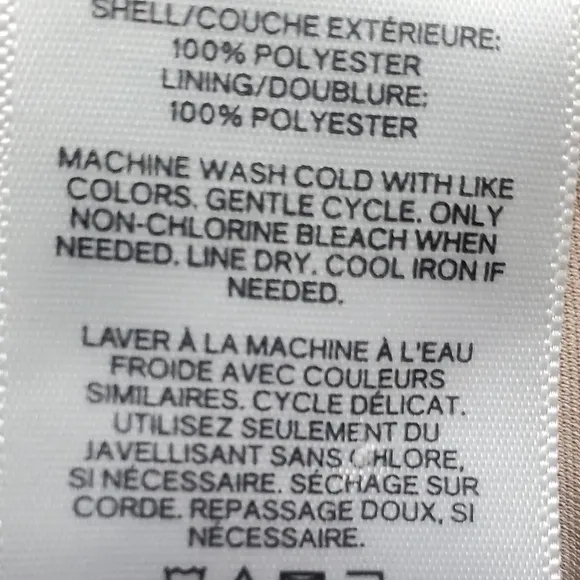 SHELL/COUCHE EXTÉRIEURE:
100% POLYESTER
LINING/DOUBLURE:
100% POLYESTER
MACHINE WASH COLD WITH LIKE
COLORS. GENTLE CYCLE. ONLY
NON-CHLORINE BLEACH WHEN
NEEDED. LINE DRY. COOL IRON IF
NEEDED.
LAVER À LA MACHINE À L'EAU
FROIDE AVEC COULEURS
SIMILAIRES. CYCLE DÉLICAT.
UTILISEZ SEULEMENT DU
JAVELLISANT SANS CHLORE,
SI NÉCESSAIRE. SÉCHAGE SUR
CORDE. REPASSAGE DOUX, SI
NÉCESSAIRE.